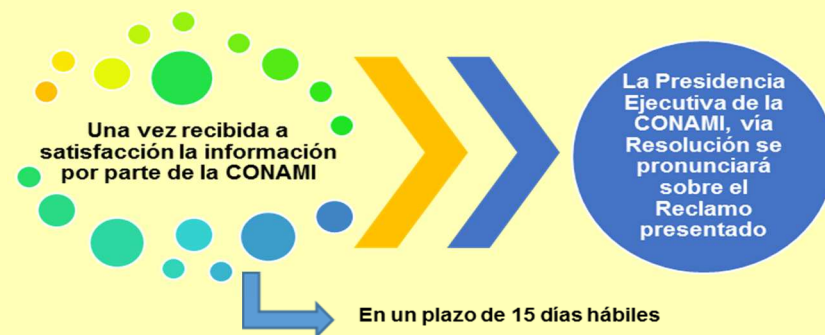 Una vez recibida a
satisfacción la información
por parte de la CONAMI
La Presidencia
Ejecutiva de la
CONAMI, vía
Resolución se
pronunciará
sobre el
Reclamo
presentado
En un plazo de 15 días hábiles